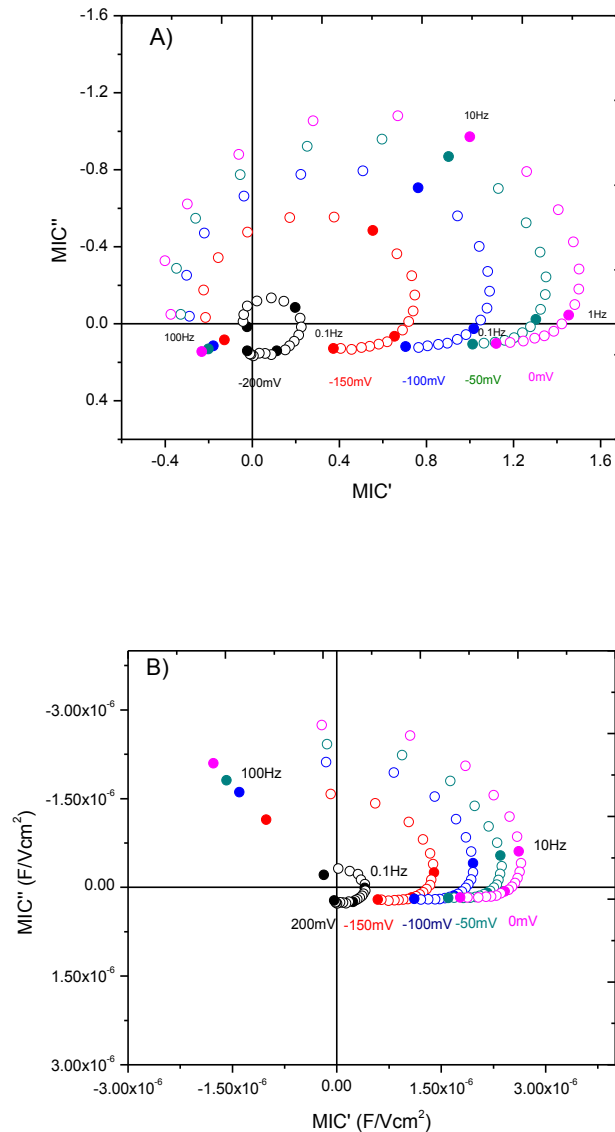 A)
-1.6
-1.2
-0.8
-0.4
0.0
0.4
MIC''
10Hz
1Hz
0.1Hz
0.1Hz
100Hz
-200mV
-150mV
-100mV
-50mV
0mV
-0.4 0.0 0.4 0.8 1.2 1.6
MIC'
B)
-3.00x10⁻⁶
-1.50x10⁻⁶
0.00
1.50x10⁻⁶
3.00x10⁻⁶
MIC'' (F/Vcm²)
100Hz
0.1Hz
10Hz
200mV
-150mV
-100mV
-50mV
0mV
-3.00x10⁻⁶ -1.50x10⁻⁶ 0.00 1.50x10⁻⁶ 3.00x10⁻⁶
MIC' (F/Vcm²)